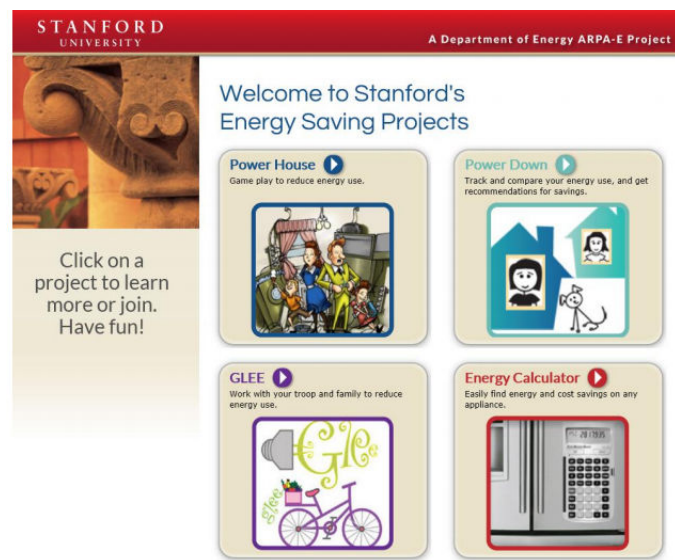 STANFORD
UNIVERSITY
A Department of Energy ARPA-E Project
Welcome to Stanford's
Energy Saving Projects
Click on a
project to learn
more or join.
Have fun!
Power House
Game play to reduce energy use.
Power Down
Track and compare your energy use, and get
recommendations for savings.
GLEE
Work with your troop and family to reduce
energy use.
Glee
glee
Energy Calculator
Easily find energy and cost savings on any
appliance.